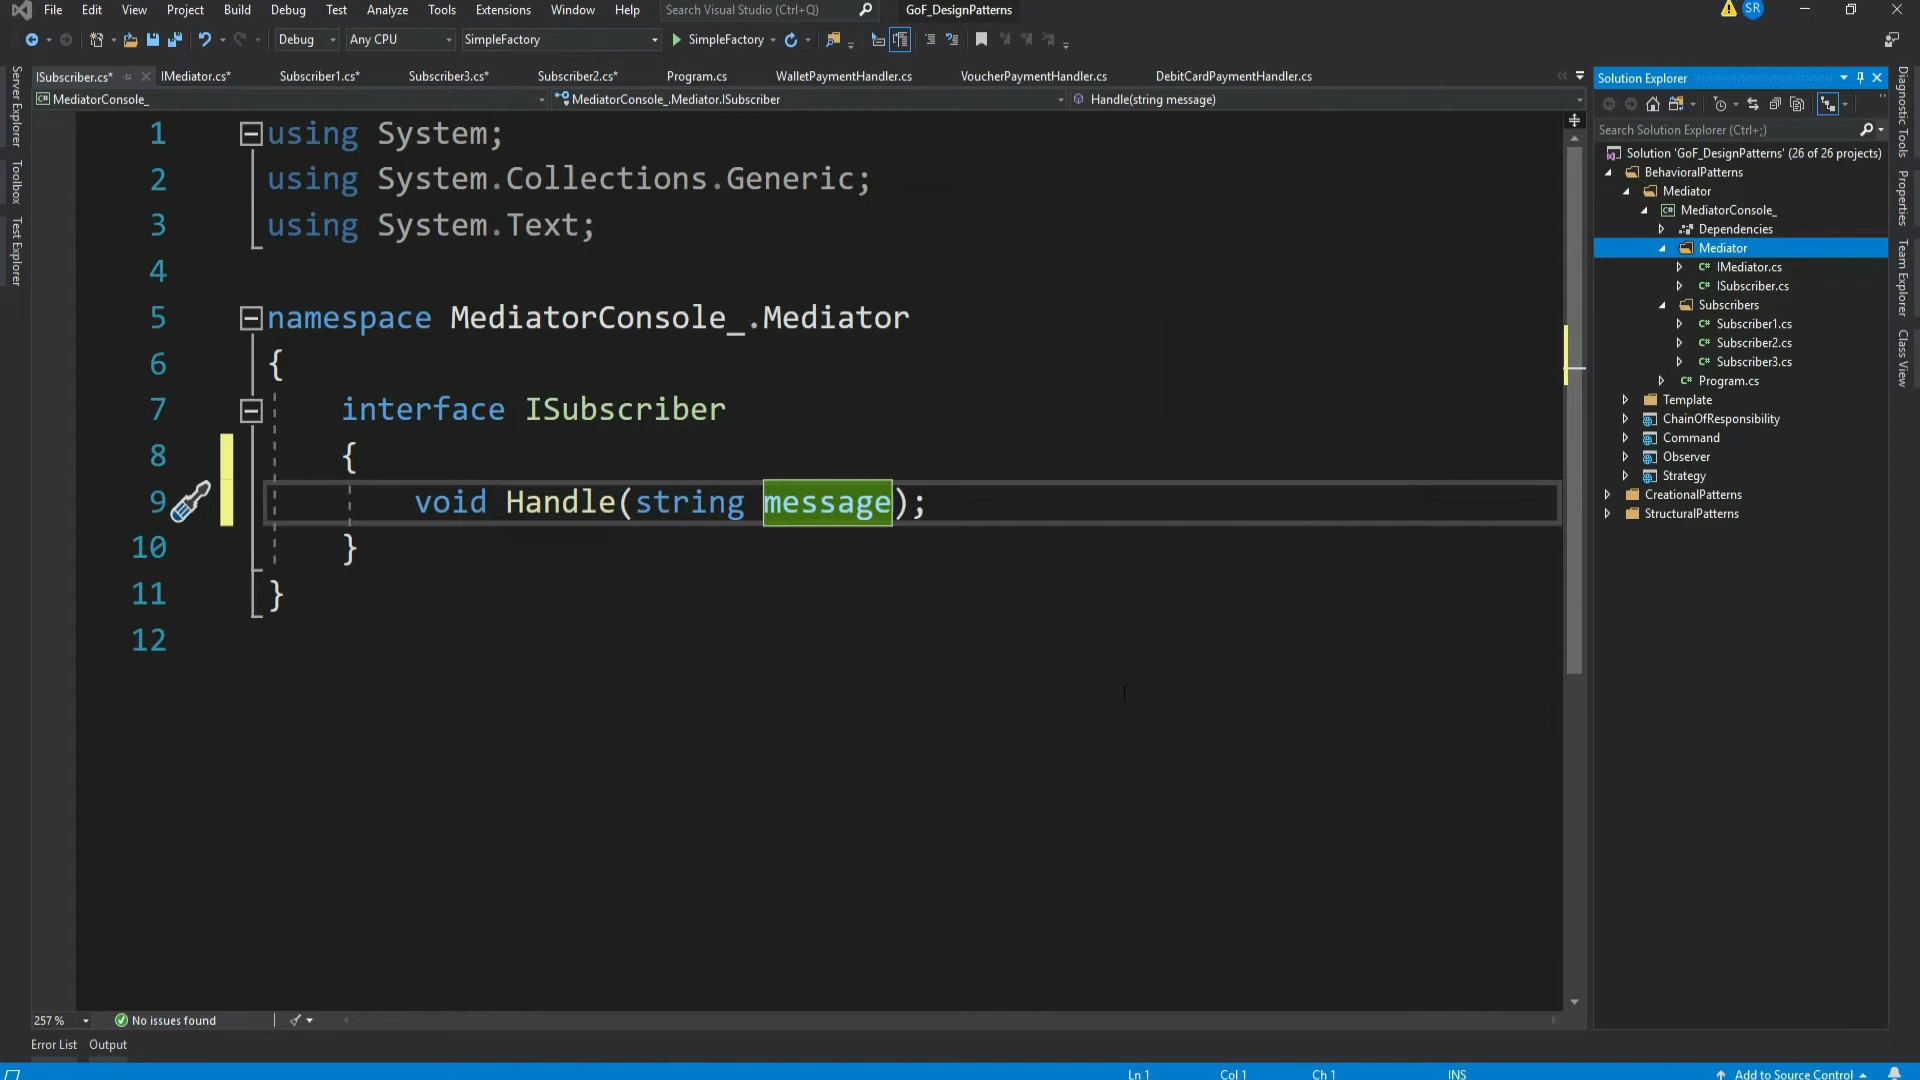 File Edit View Project Build Debug Test Analyze Tools Extensions Window Help Search Visual Studio (Ctrl+Q) GoF_DesignPatterns SR
Debug Any CPU SimpleFactory SimpleFactory
ISubscriber.cs* IMediator.cs* Subscriber1.cs* Subscriber3.cs* Subscriber2.cs* Program.cs WalletPaymentHandler.cs VoucherPaymentHandler.cs DebitCardPaymentHandler.cs
MediatorConsole_ MediatorConsole_.Mediator.ISubscriber Handle(string message)
Server Explorer
Toolbox
Test Explorer
1 using System;
2 using System.Collections.Generic;
3 using System.Text;
4
5 namespace MediatorConsole_.Mediator
6 {
7 interface ISubscriber
8 {
9 void Handle(string message);
10 }
11 }
12
257 % No issues found
Error List Output
Solution Explorer
Search Solution Explorer (Ctrl+;)
Solution 'GoF_DesignPatterns' (26 of 26 projects)
BehavioralPatterns
Mediator
C# MediatorConsole_
Dependencies
Mediator
C# IMediator.cs
C# ISubscriber.cs
Subscribers
C# Subscriber1.cs
C# Subscriber2.cs
C# Subscriber3.cs
C# Program.cs
Template
ChainOfResponsibility
Command
Observer
Strategy
CreationalPatterns
StructuralPatterns
Diagnostic Tools
Properties
Team Explorer
Class View
Ln 1 Col 1 Ch 1 INS Add to Source Control